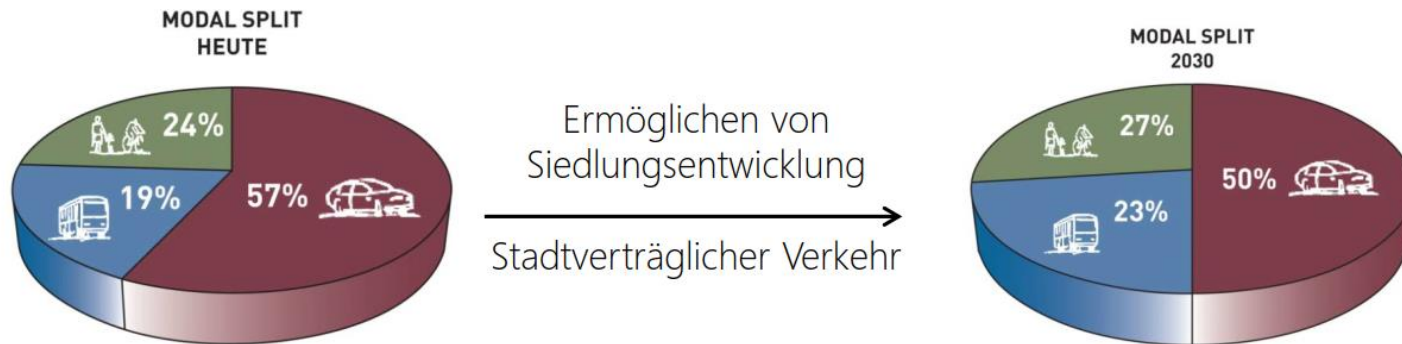 MODAL SPLIT
HEUTE
24%
19%
57%
Ermöglichen von
Siedlungsentwicklung
Stadtverträglicher Verkehr
MODAL SPLIT
2030
27%
23%
50%